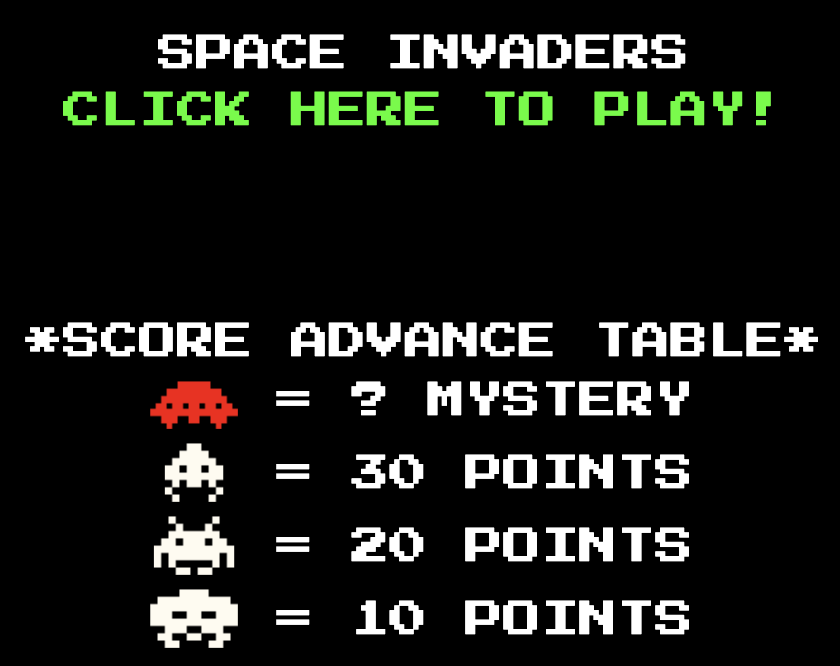 SPACE INVADERS
CLICK HERE TO PLAY!
*SCORE ADVANCE TABLE*
= ? MYSTERY
= 30 POINTS
= 20 POINTS
= 10 POINTS